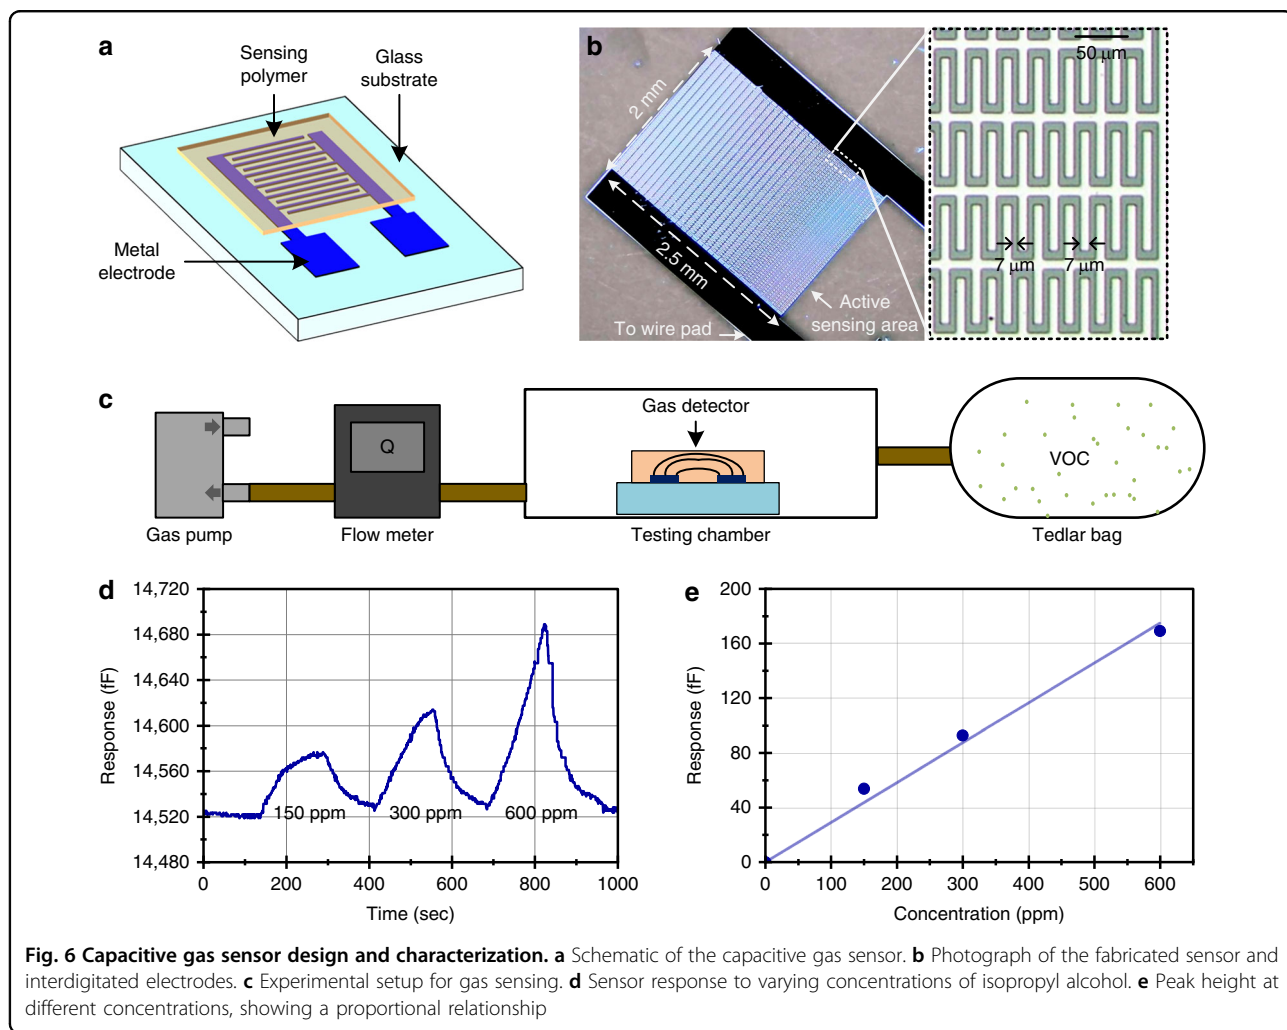 a
Sensing
polymer
Glass
substrate
Metal
electrode
b
2 mm
2.5 mm
Active
sensing area
To wire pad
50 μm
7 μm
7 μm
c
Gas detector
Q
VOC
Gas pump
Flow meter
Testing chamber
Tedlar bag
d
14,720
14,680
14,640
14,600
14,560
14,520
14,480
Response (fF)
150 ppm
300 ppm
600 ppm
0
200
400
600
800
1000
Time (sec)
e
200
160
120
80
40
0
Response (fF)
0
100
200
300
400
500
600
Concentration (ppm)
Fig. 6 Capacitive gas sensor design and characterization. a Schematic of the capacitive gas sensor. b Photograph of the fabricated sensor and
interdigitated electrodes. c Experimental setup for gas sensing. d Sensor response to varying concentrations of isopropyl alcohol. e Peak height at
different concentrations, showing a proportional relationship